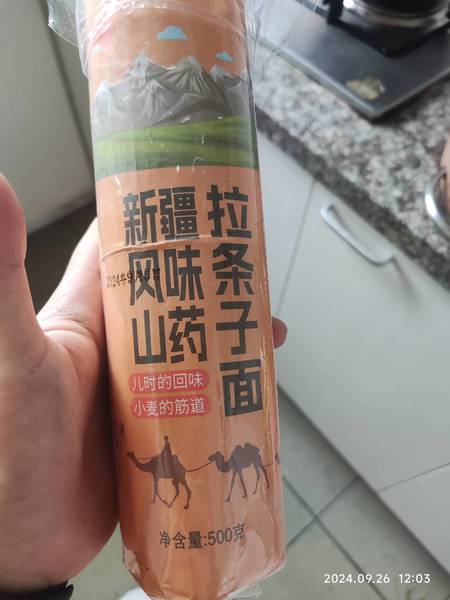 拉条子面
新疆
风味
山药
儿时的回味
小麦的筋道
净含量:500克
2024.09.26 12:03